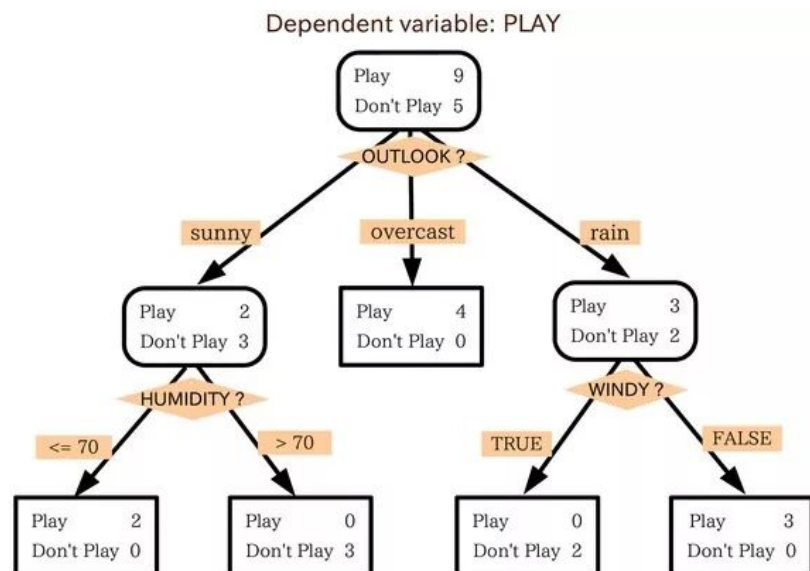 Dependent variable: PLAY
Play 9
Don't Play 5
OUTLOOK ?
sunny
overcast
rain
Play 2
Don't Play 3
Play 4
Don't Play 0
Play 3
Don't Play 2
HUMIDITY ?
WINDY ?
<= 70
> 70
TRUE
FALSE
Play 2
Don't Play 0
Play 0
Don't Play 3
Play 0
Don't Play 2
Play 3
Don't Play 0